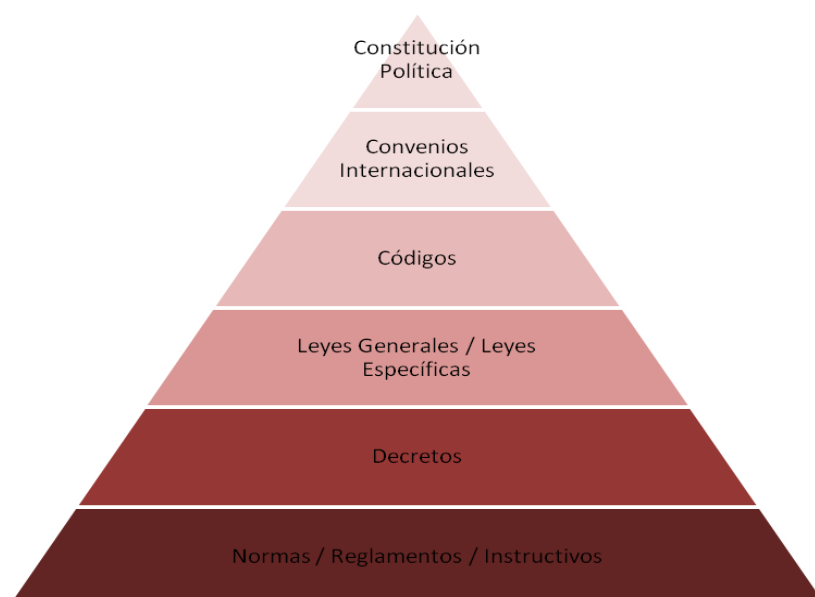 Constitución
Política
Convenios
Internacionales
Códigos
Leyes Generales / Leyes
Específicas
Decretos
Normas / Reglamentos / Instructivos